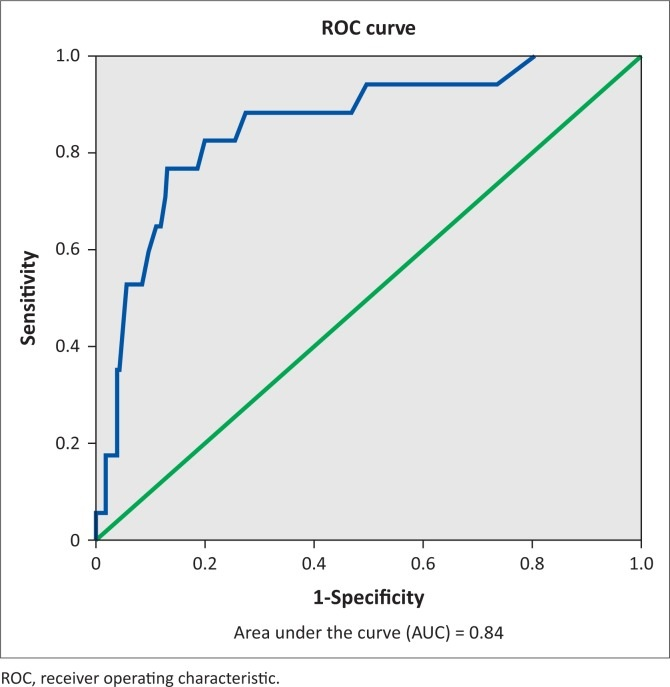 ROC curve
1.0
0.8
0.6
0.4
0.2
0
Sensitivity
0 0.2 0.4 0.6 0.8 1.0
1-Specificity
Area under the curve (AUC) = 0.84
ROC, receiver operating characteristic.